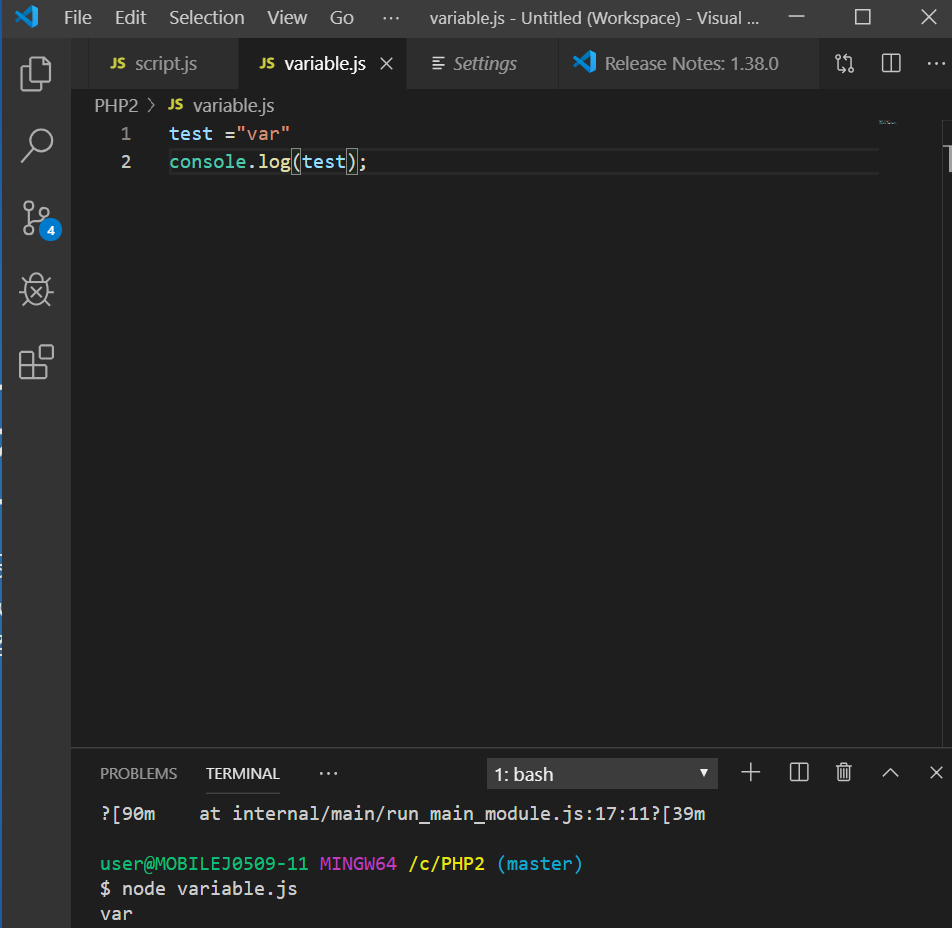 File Edit Selection View Go ... variable.js - Untitled (Workspace) - Visual ...
JS script.js JS variable.js Settings Release Notes: 1.38.0
PHP2 > JS variable.js
1 test ="var"
2 console.log(test);
4
PROBLEMS TERMINAL ... 1: bash
?[90m    at internal/main/run_main_module.js:17:11?[39m
user@MOBILEJ0509-11 MINGW64 /c/PHP2 (master)
$ node variable.js
var